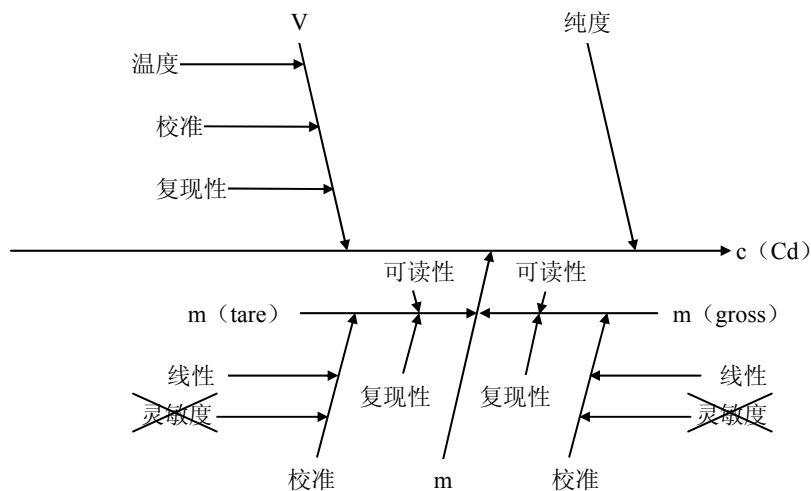 V
纯度
温度
校准
复现性
c（Cd）
可读性
可读性
m（tare）
m（gross）
线性
复现性
复现性
线性
灵敏度
灵敏度
校准
m
校准